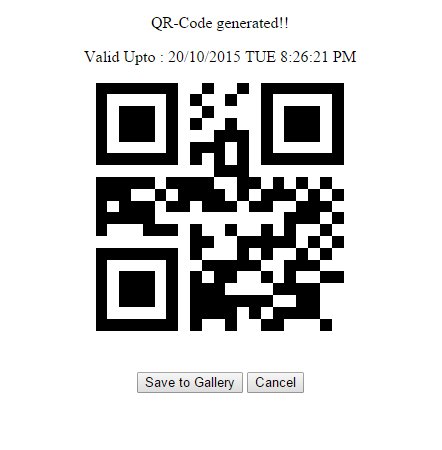 QR-Code generated!!
Valid Upto : 20/10/2015 TUE 8:26:21 PM
Save to Gallery Cancel